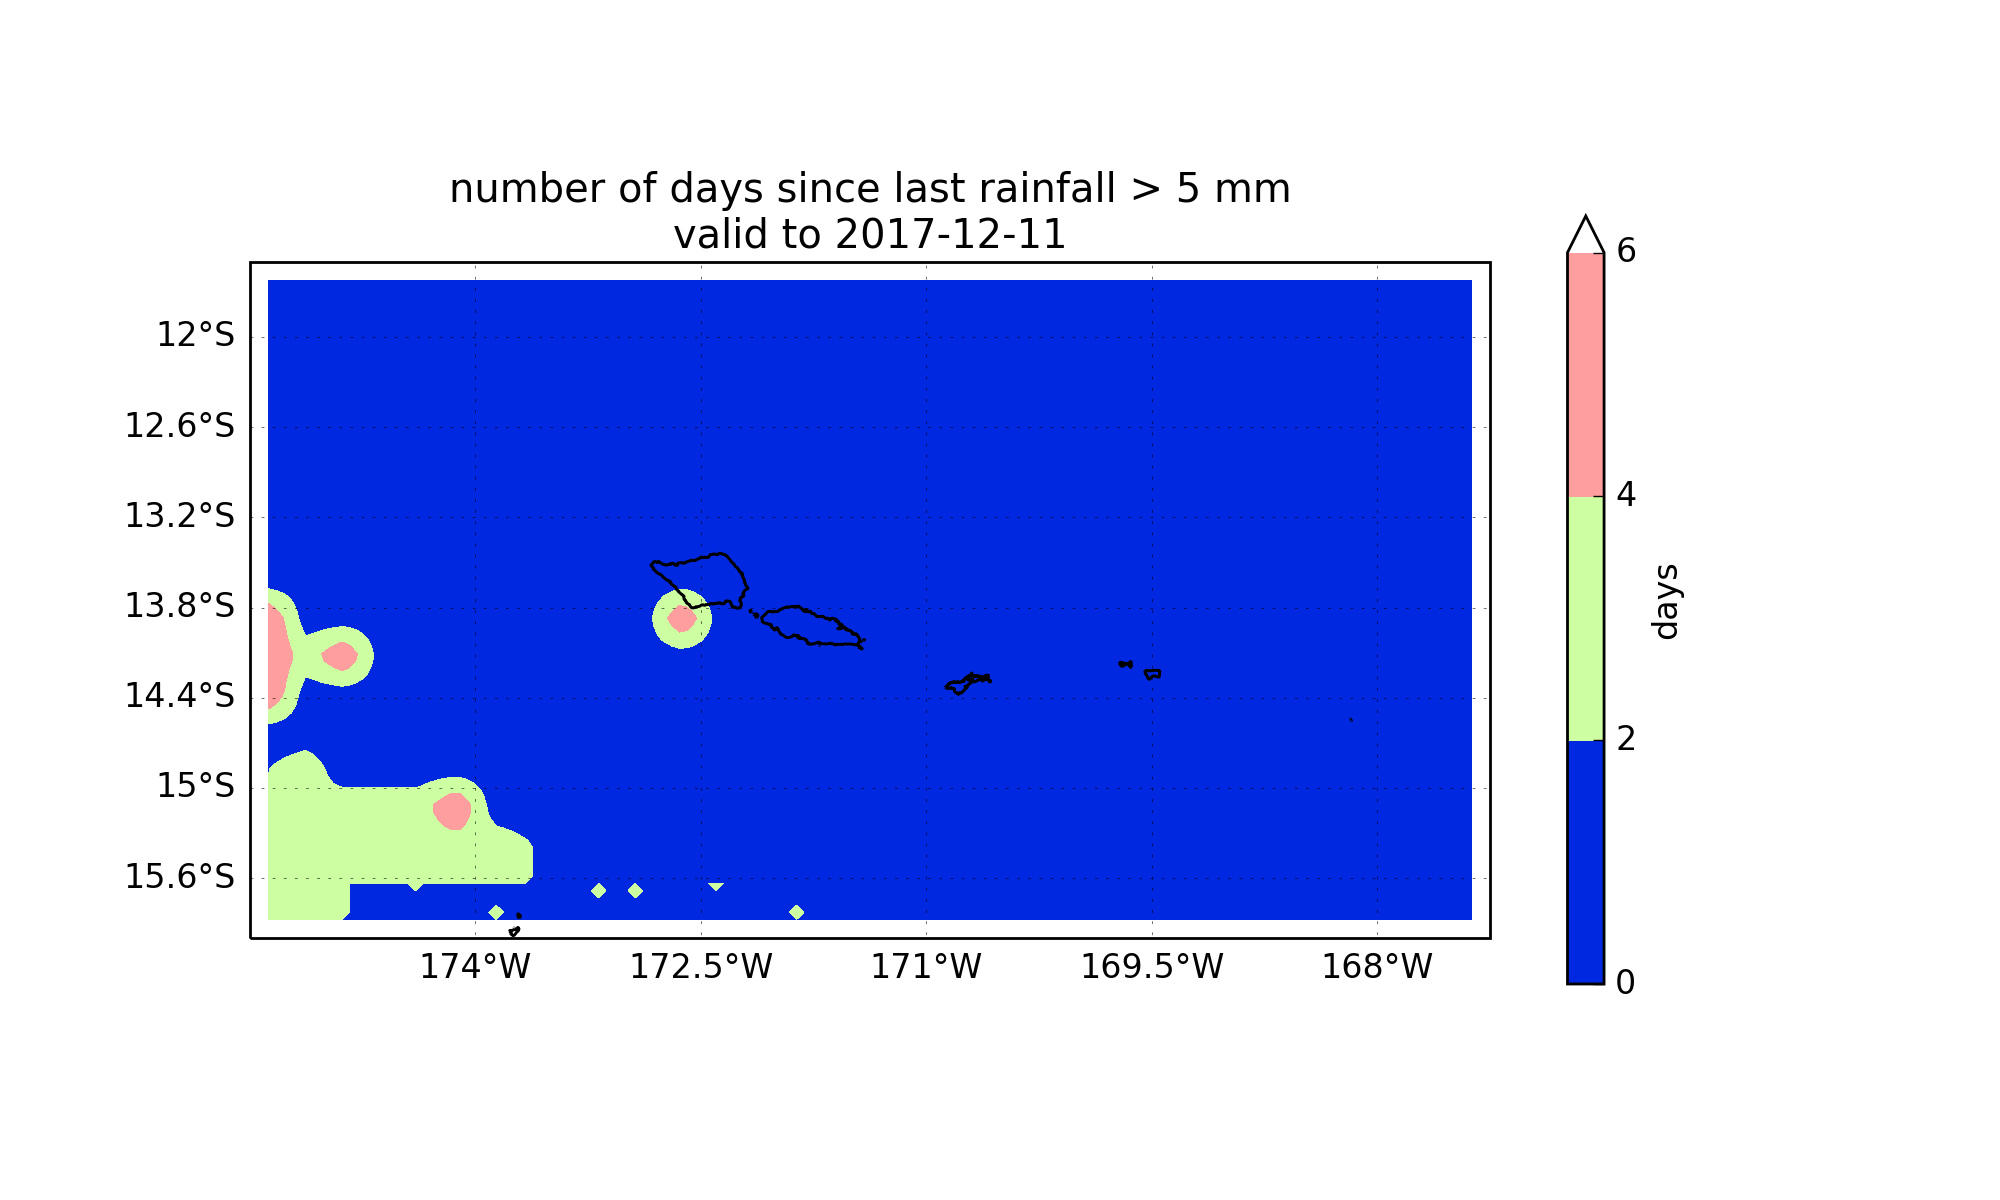 number of days since last rainfall > 5 mm
valid to 2017-12-11
12°S
12.6°S
13.2°S
13.8°S
14.4°S
15°S
15.6°S
174°W
172.5°W
171°W
169.5°W
168°W
6
4
2
0
days